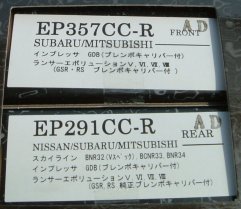 EP357CC-R
AD
FRONT
SUBARU/MITSUBISHI
インプレッサ GDB(ブレンボキャリパー付)
ランサーエボリューションⅤ, Ⅵ, Ⅶ, Ⅷ
(GSR・RS ブレンボキャリパー付)
EP291CC-R
AD
REAR
NISSAN/SUBARU/MITSUBISHI
スカイライン BNR32(Vスペック), BCNR33, BNR34
インプレッサ GDB(ブレンボキャリパー付)
ランサーエボリューションⅤ, Ⅵ, Ⅶ, Ⅷ
(GSR, RS 純正ブレンボキャリパー付)